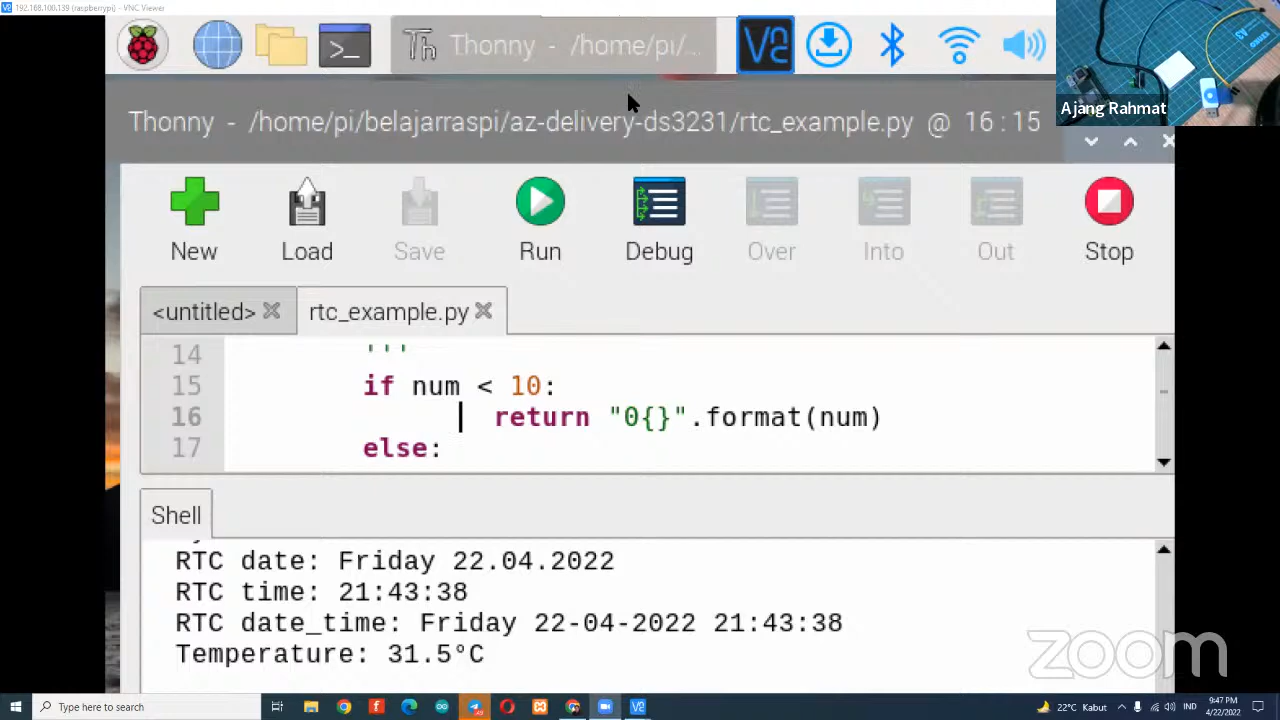 192.168.100.139 (raspberrypi) - VNC Viewer
Thonny - /home/pi/...
Ajang Rahmat
Thonny - /home/pi/belajarraspi/az-delivery-ds3231/rtc_example.py @ 16 : 15
New Load Save Run Debug Over Into Out Stop
<untitled> rtc_example.py
14 '''
15 if num < 10:
16 return "0{}".format(num)
17 else:
Shell
RTC date: Friday 22.04.2022
RTC time: 21:43:38
RTC date_time: Friday 22-04-2022 21:43:38
Temperature: 31.5°C
zoom
Type here to search
22°C Kabut
IND
9:47 PM
4/22/2022